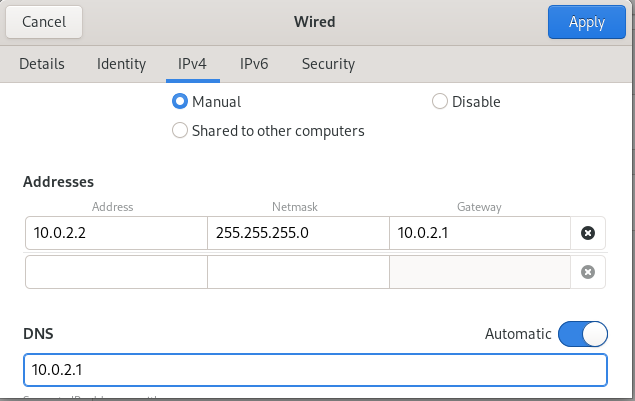 Cancel Wired Apply
Details Identity IPv4 IPv6 Security
Manual Disable
Shared to other computers
Addresses
Address Netmask Gateway
10.0.2.2 255.255.255.0 10.0.2.1
DNS Automatic
10.0.2.1